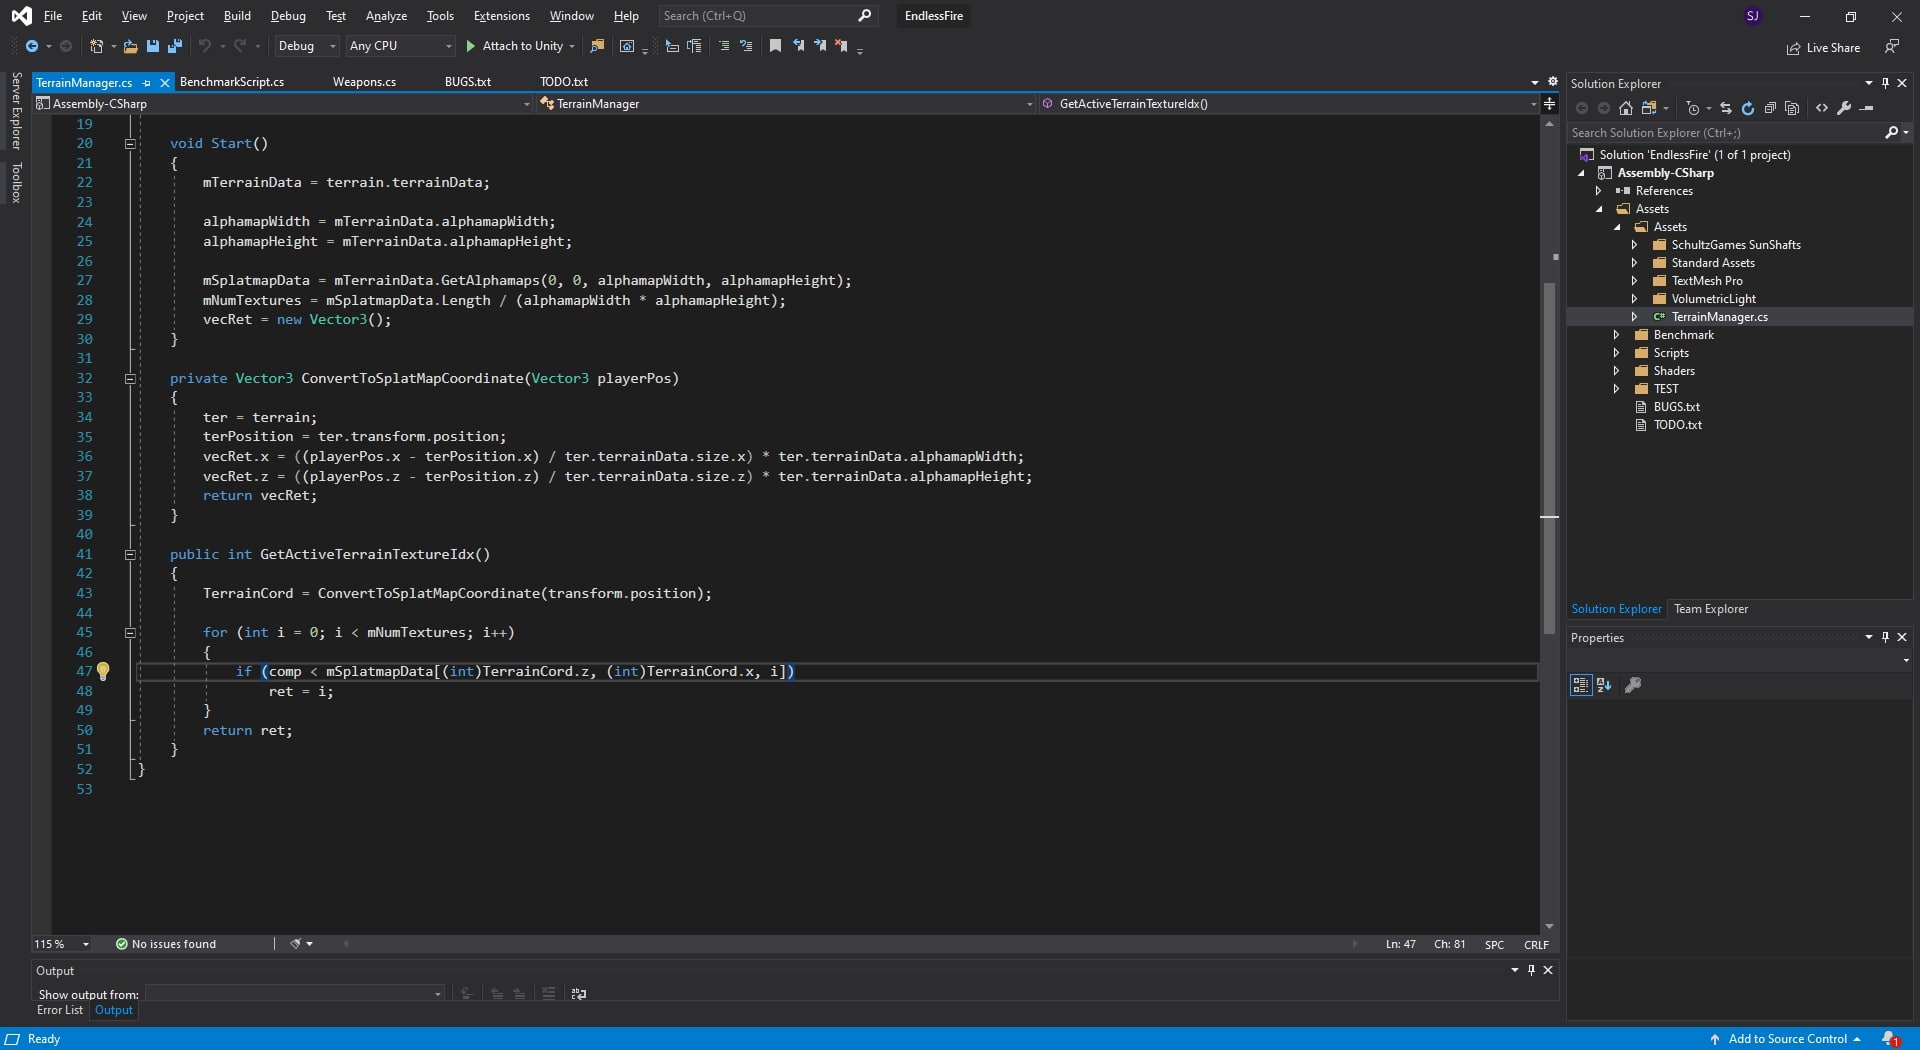 File Edit View Project Build Debug Test Analyze Tools Extensions Window Help Search (Ctrl+Q) EndlessFire SJ
Debug Any CPU Attach to Unity Live Share
Server Explorer
Toolbox
TerrainManager.cs BenchmarkScript.cs Weapons.cs BUGS.txt TODO.txt
Assembly-CSharp TerrainManager GetActiveTerrainTextureIdx()
19
20 void Start()
21 {
22 mTerrainData = terrain.terrainData;
23
24 alphamapWidth = mTerrainData.alphamapWidth;
25 alphamapHeight = mTerrainData.alphamapHeight;
26
27 mSplatmapData = mTerrainData.GetAlphamaps(0, 0, alphamapWidth, alphamapHeight);
28 mNumTextures = mSplatmapData.Length / (alphamapWidth * alphamapHeight);
29 vecRet = new Vector3();
30 }
31
32 private Vector3 ConvertToSplatMapCoordinate(Vector3 playerPos)
33 {
34 ter = terrain;
35 terPosition = ter.transform.position;
36 vecRet.x = ((playerPos.x - terPosition.x) / ter.terrainData.size.x) * ter.terrainData.alphamapWidth;
37 vecRet.z = ((playerPos.z - terPosition.z) / ter.terrainData.size.z) * ter.terrainData.alphamapHeight;
38 return vecRet;
39 }
40
41 public int GetActiveTerrainTextureIdx()
42 {
43 TerrainCord = ConvertToSplatMapCoordinate(transform.position);
44
45 for (int i = 0; i < mNumTextures; i++)
46 {
47 if (comp < mSplatmapData[(int)TerrainCord.z, (int)TerrainCord.x, i])
48 ret = i;
49 }
50 return ret;
51 }
52 }
53
115 % No issues found Ln: 47 Ch: 81 SPC CRLF
Output
Show output from:
Error List Output
Solution Explorer
Search Solution Explorer (Ctrl+;)
Solution 'EndlessFire' (1 of 1 project)
Assembly-CSharp
References
Assets
Assets
SchultzGames SunShafts
Standard Assets
TextMesh Pro
VolumetricLight
C# TerrainManager.cs
Benchmark
Scripts
Shaders
TEST
BUGS.txt
TODO.txt
Solution Explorer Team Explorer
Properties
Ready Add to Source Control 1